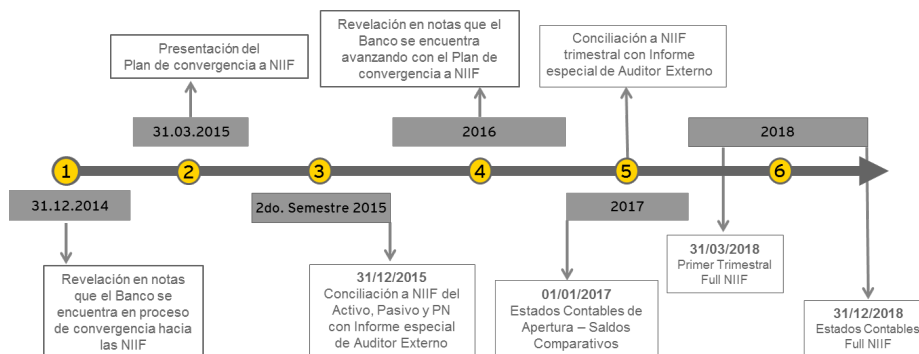 Presentación del
Plan de convergencia a NIIF
Revelación en notas que el
Banco se encuentra
avanzando con el Plan de
convergencia a NIIF
Conciliación a NIIF
trimestral con Informe
especial de Auditor Externo
31.03.2015
2016
2018
1
2
3
4
5
6
31.12.2014
2do. Semestre 2015
2017
Revelación en notas
que el Banco se
encuentra en proceso
de convergencia hacia
las NIIF
31/12/2015
Conciliación a NIIF del
Activo, Pasivo y PN
con Informe especial
de Auditor Externo
01/01/2017
Estados Contables de
Apertura – Saldos
Comparativos
31/03/2018
Primer Trimestral
Full NIIF
31/12/2018
Estados Contables
Full NIIF